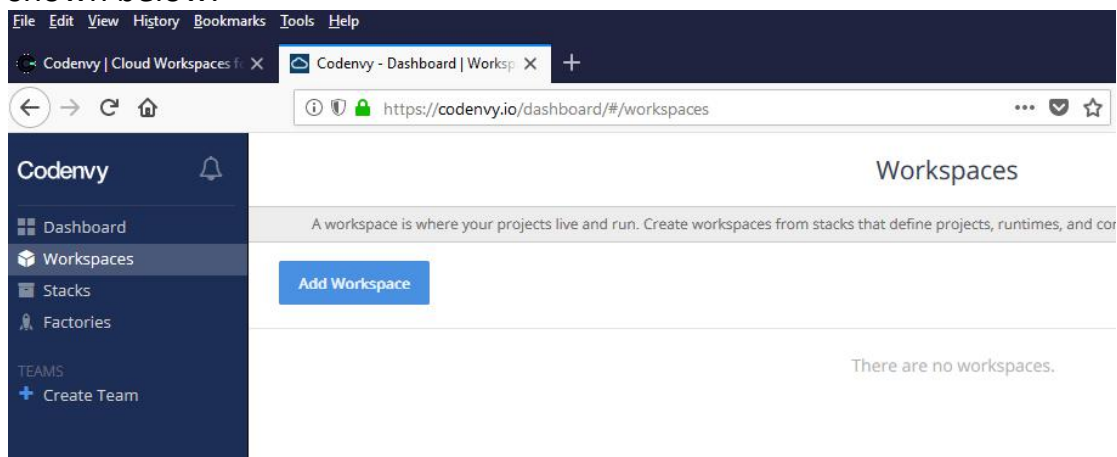 File Edit View History Bookmarks Tools Help
Codenvy | Cloud Workspaces fo
Codenvy - Dashboard | Worksp
https://codenvy.io/dashboard/#/workspaces
Codenvy
Workspaces
Dashboard
A workspace is where your projects live and run. Create workspaces from stacks that define projects, runtimes, and co
Workspaces
Add Workspace
Stacks
Factories
TEAMS
There are no workspaces.
Create Team